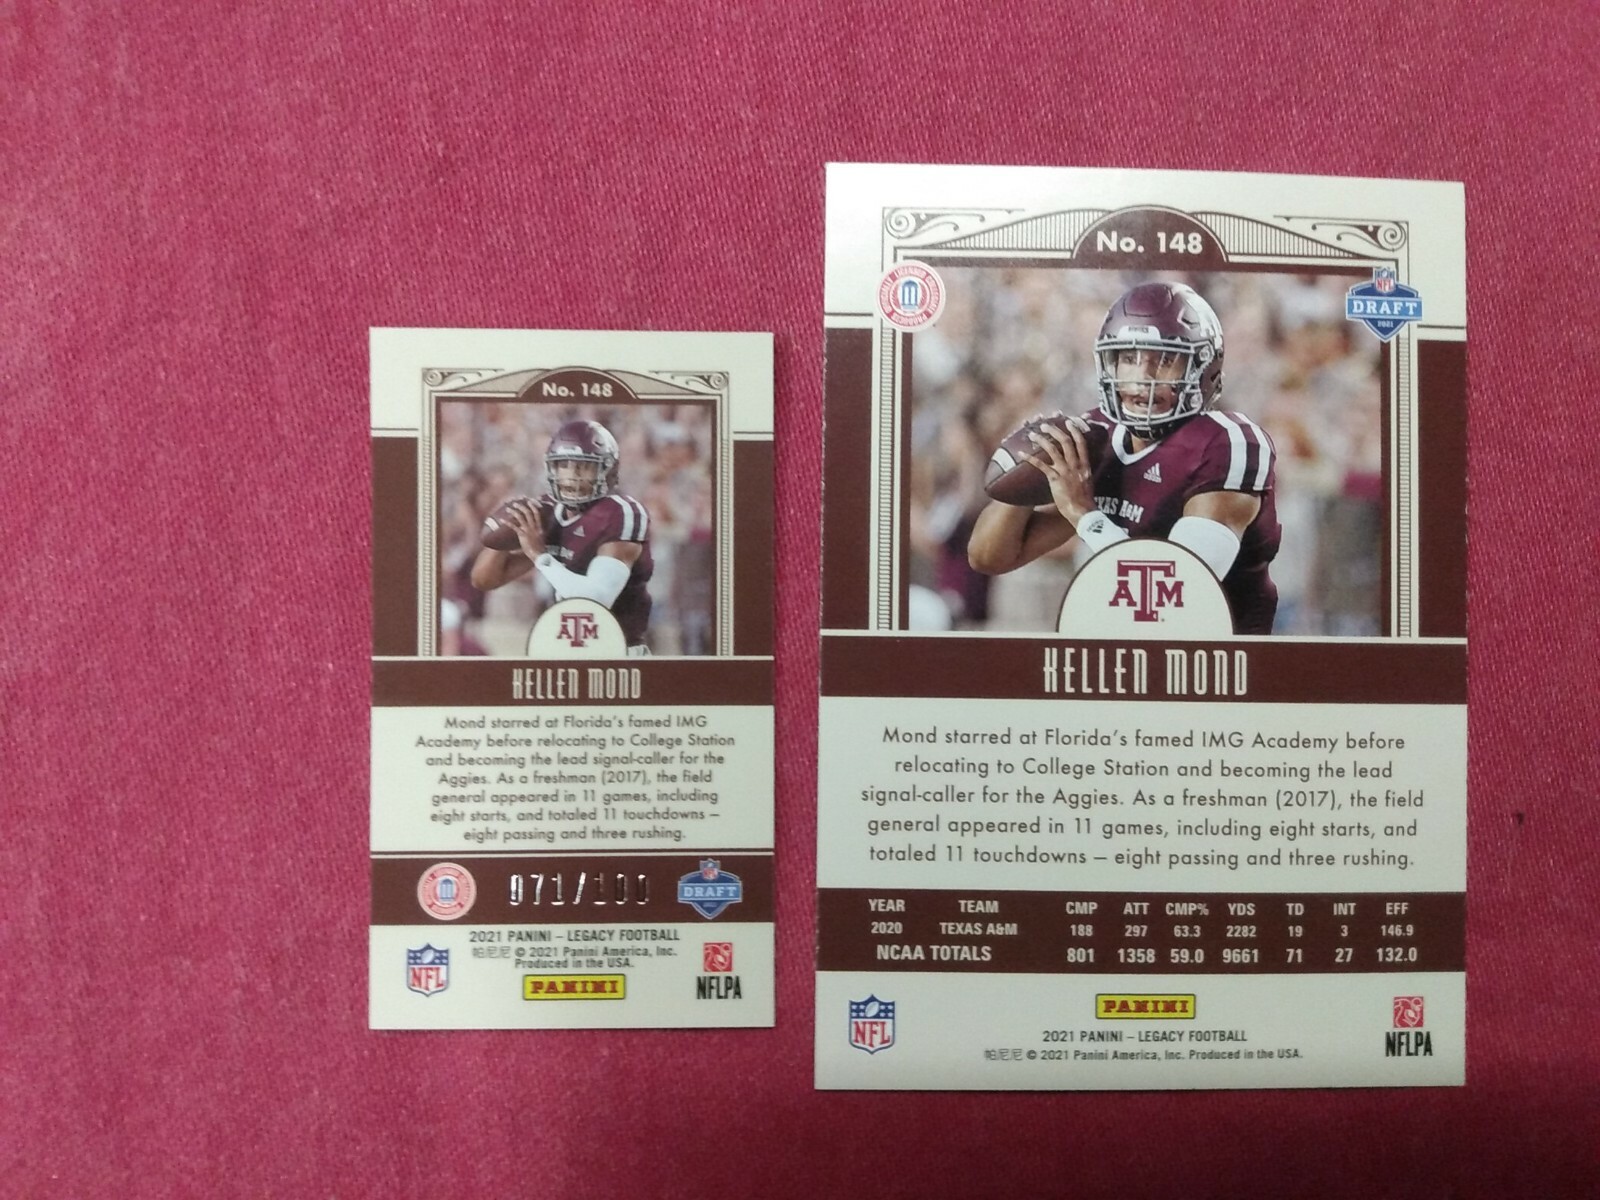 No. 148
TEXAS A&M
ATM
KELLEN MOND
Mond starred at Florida's famed IMG
Academy before relocating to College Station
and becoming the lead signal-caller for the
Aggies. As a freshman (2017), the field
general appeared in 11 games, including
eight starts, and totaled 11 touchdowns –
eight passing and three rushing.
071/100
DRAFT
2021 PANINI – LEGACY FOOTBALL
帕尼尼 © 2021 Panini America, Inc.
Produced in the USA.
NFL
PANINI
NFLPA
No. 148
OFFICIALLY LICENSED COLLEGIATE PRODUCTS
NFL
DRAFT
2021
XAS A&M
ATM
KELLEN MOND
Mond starred at Florida's famed IMG Academy before
relocating to College Station and becoming the lead
signal-caller for the Aggies. As a freshman (2017), the field
general appeared in 11 games, including eight starts, and
totaled 11 touchdowns – eight passing and three rushing.
YEAR TEAM CMP ATT CMP% YDS TD INT EFF
2020 TEXAS A&M 188 297 63.3 2282 19 3 146.9
NCAA TOTALS 801 1358 59.0 9661 71 27 132.0
NFL
PANINI
2021 PANINI – LEGACY FOOTBALL
帕尼尼 © 2021 Panini America, Inc. Produced in the USA.
NFLPA